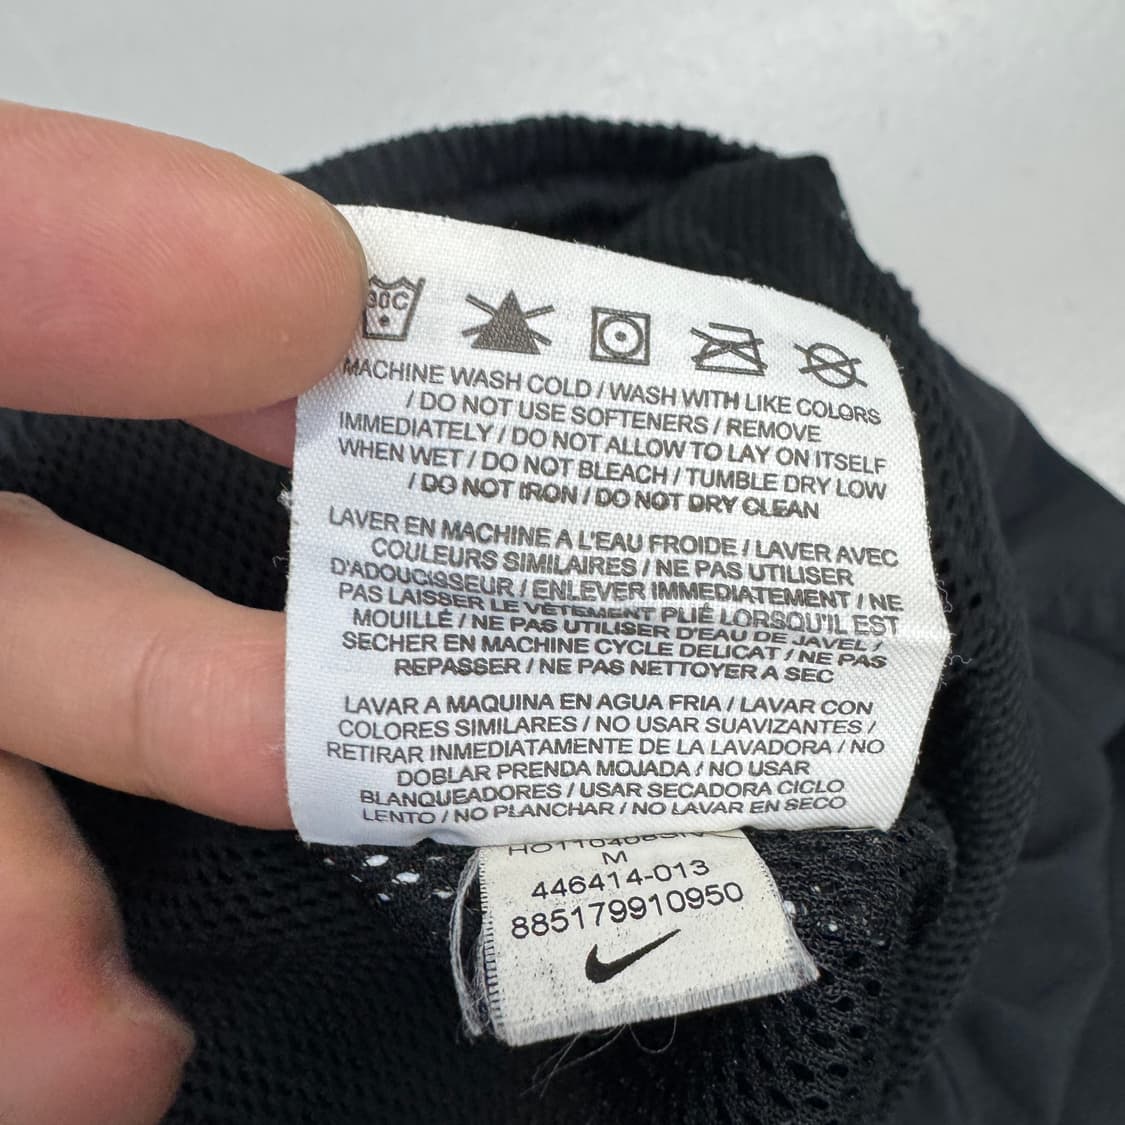 30C
MACHINE WASH COLD / WASH WITH LIKE COLORS
/ DO NOT USE SOFTENERS / REMOVE
IMMEDIATELY / DO NOT ALLOW TO LAY ON ITSELF
WHEN WET / DO NOT BLEACH / TUMBLE DRY LOW
/ DO NOT IRON / DO NOT DRY CLEAN
LAVER EN MACHINE A L'EAU FROIDE / LAVER AVEC
COULEURS SIMILAIRES / NE PAS UTILISER
D'ADOUCISSEUR / ENLEVER IMMEDIATEMENT / NE
PAS LAISSER LE VÊTEMENT PLIÉ LORSQU'IL EST
MOUILLÉ / NE PAS UTILISER D'EAU DE JAVEL /
SECHER EN MACHINE CYCLE DELICAT / NE PAS
REPASSER / NE PAS NETTOYER A SEC
LAVAR A MAQUINA EN AGUA FRIA / LAVAR CON
COLORES SIMILARES / NO USAR SUAVIZANTES /
RETIRAR INMEDIATAMENTE DE LA LAVADORA / NO
DOBLAR PRENDA MOJADA / NO USAR
BLANQUEADORES / USAR SECADORA CICLO
LENTO / NO PLANCHAR / NO LAVAR EN SECO
M
446414-013
885179910950